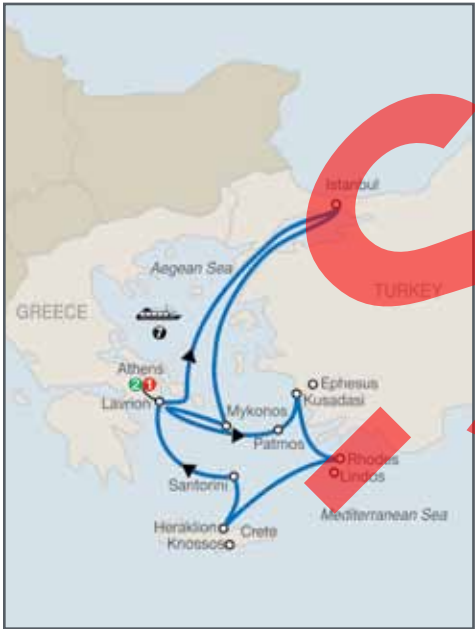 Istanbul
Aegean Sea
GREECE
TURKEY
7
Athens
2 1
Lavrion
Ephesus
Kusadasi
Mykonos
Patmos
Rhodes
Santorini
Lindos
Mediterranean Sea
Heraklion
Crete
Knossos